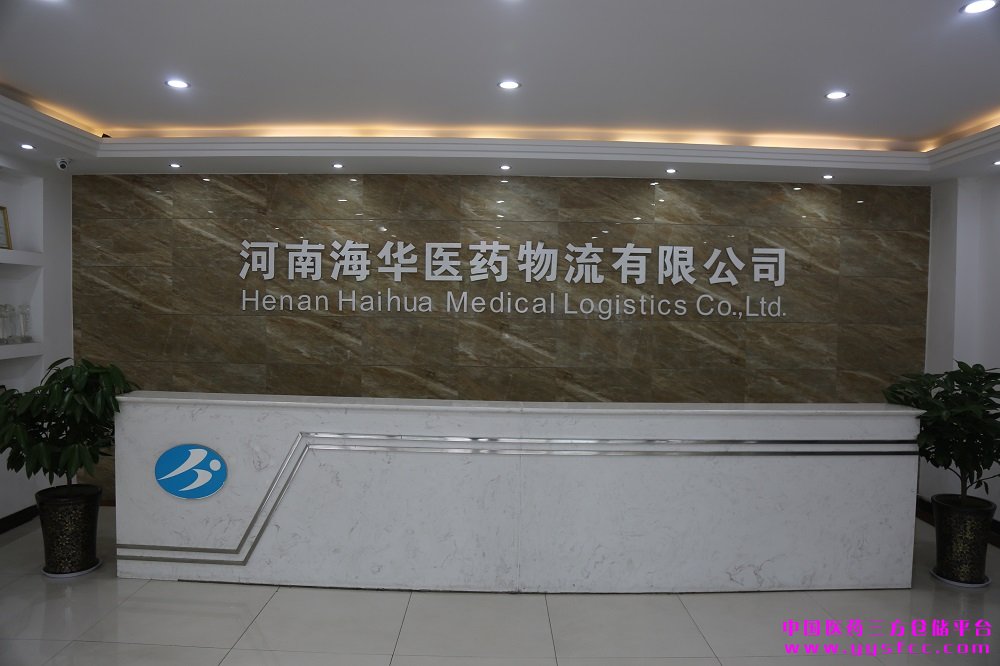 河南海华医药物流有限公司
Henan Haihua Medical Logistics Co.,Ltd.
中国医药三方仓储平台
www.yysfcc.com